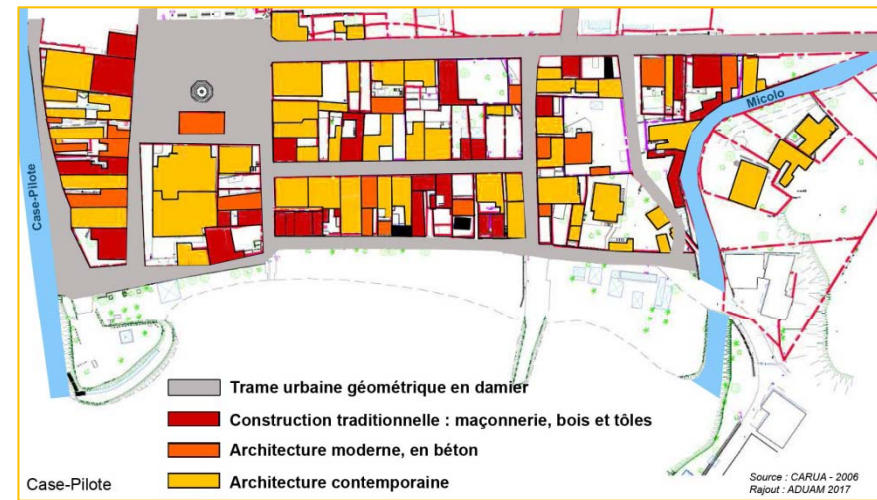 Case-Pilote
Micolo
Trame urbaine géométrique en damier
Construction traditionnelle : maçonnerie, bois et tôles
Architecture moderne, en béton
Architecture contemporaine
Case-Pilote
Source : CARUA - 2006
Rajout : ADUAM 2017